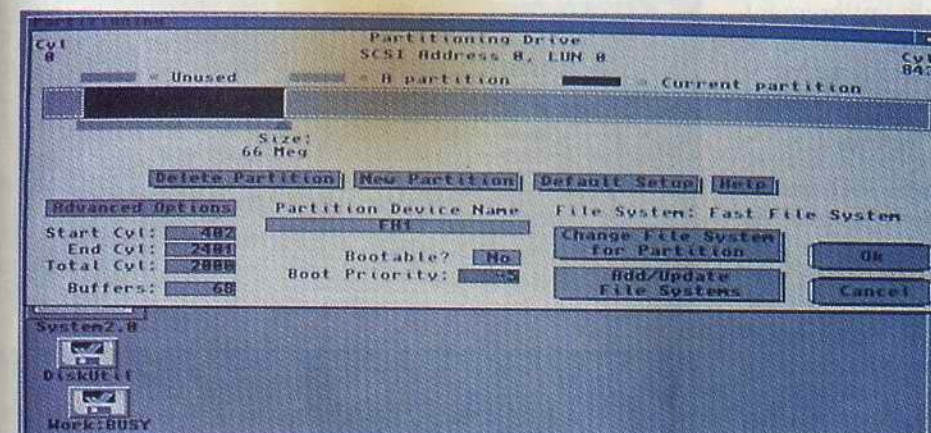 Partitioning
Partitioning Drive
SCSI Address 0, LUN 0
Cyl
0
Cyl
= Unused
= A partition
= Current partition
Size:
66 Meg
Delete Partition
New Partition
Default Setup
Help
Advanced Options
Partition Device Name
File System: Fast File System
Start Cyl: 402
End Cyl: 2401
Total Cyl: 2000
Buffers: 60
FH1
Bootable? No
Boot Priority: -5
Change File System
for Partition
Add/Update
File Systems
Ok
Cancel
System2.0
DiskUtil
Work:BUSY